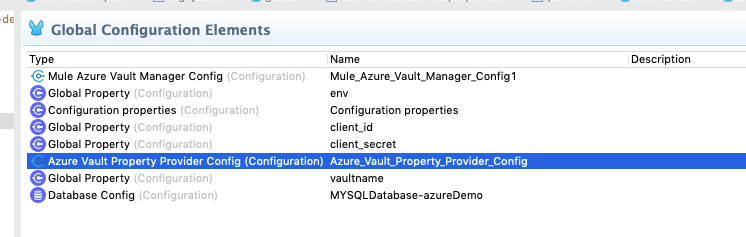 -de
Global Configuration Elements
Type Name Description
Mule Azure Vault Manager Config (Configuration) Mule_Azure_Vault_Manager_Config1
Global Property (Configuration) env
Configuration properties (Configuration) Configuration properties
Global Property (Configuration) client_id
Global Property (Configuration) client_secret
Azure Vault Property Provider Config (Configuration) Azure_Vault_Property_Provider_Config
Global Property (Configuration) vaultname
Database Config (Configuration) MYSQLDatabase-azureDemo